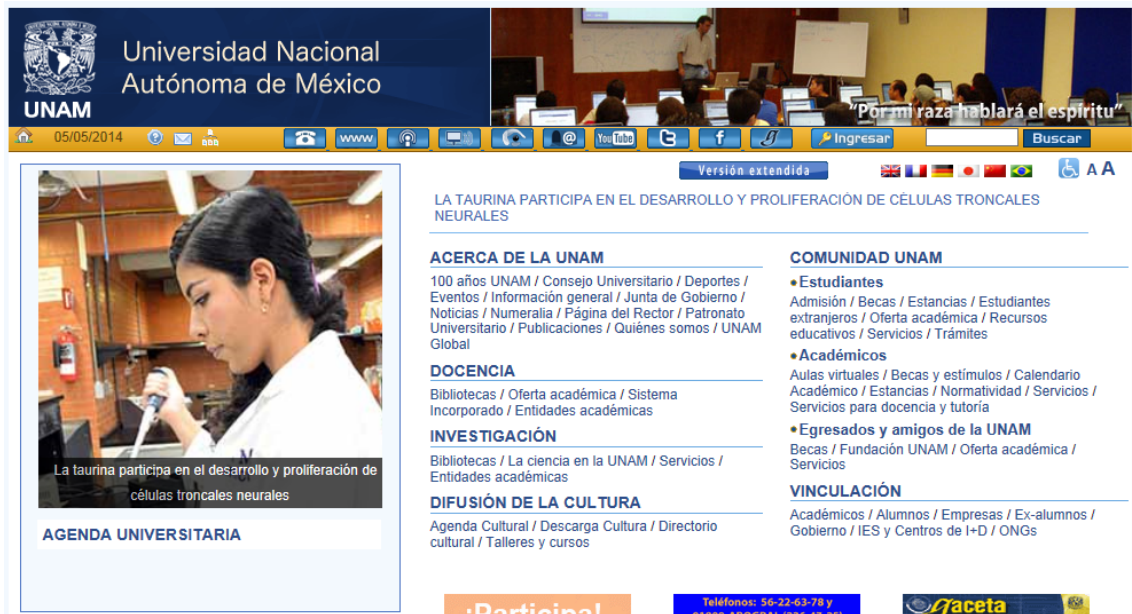 Universidad Nacional
Autónoma de México
UNAM
"Por mi raza hablará el espíritu"
05/05/2014
www
@
You Tube
f
g
Ingresar
Buscar
Versión extendida
A A
LA TAURINA PARTICIPA EN EL DESARROLLO Y PROLIFERACIÓN DE CÉLULAS TRONCALES
NEURALES
La taurina participa en el desarrollo y proliferación de
células troncales neurales
AGENDA UNIVERSITARIA
ACERCA DE LA UNAM
100 años UNAM / Consejo Universitario / Deportes /
Eventos / Información general / Junta de Gobierno /
Noticias / Numeralia / Página del Rector / Patronato
Universitario / Publicaciones / Quiénes somos / UNAM
Global
DOCENCIA
Bibliotecas / Oferta académica / Sistema
Incorporado / Entidades académicas
INVESTIGACIÓN
Bibliotecas / La ciencia en la UNAM / Servicios /
Entidades académicas
DIFUSIÓN DE LA CULTURA
Agenda Cultural / Descarga Cultura / Directorio
cultural / Talleres y cursos
COMUNIDAD UNAM
Estudiantes
Admisión / Becas / Estancias / Estudiantes
extranjeros / Oferta académica / Recursos
educativos / Servicios / Trámites
Académicos
Aulas virtuales / Becas y estímulos / Calendario
Académico / Estancias / Normatividad / Servicios /
Servicios para docencia y tutoría
Egresados y amigos de la UNAM
Becas / Fundación UNAM / Oferta académica /
Servicios
VINCULACIÓN
Académicos / Alumnos / Empresas / Ex-alumnos /
Gobierno / IES y Centros de I+D / ONGs
¡Participa!
Teléfonos: 56-22-63-78 y
Gaceta